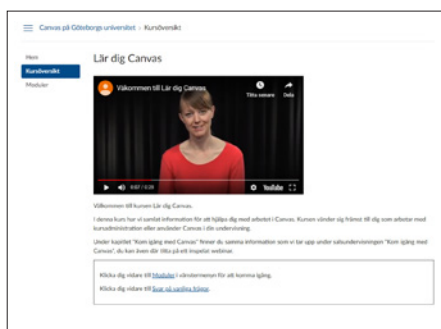 Canvas på Göteborgs universitet › Kursöversikt
Hem
Kursöversikt
Moduler
Lär dig Canvas
Välkommen till Lär dig Canvas
Titta senare
Dela
0:07 / 0:28
YouTube
Välkommen till kursen Lär dig Canvas.
I denna kurs har vi samlat information för att hjälpa dig med arbetet i Canvas. Kursen vänder sig främst till dig som arbetar med
kursadministration eller använder Canvas i din undervisning.
Under kapitlet "Kom igång med Canvas" finner du samma information som vi tar upp under salsundervisningen "Kom igång med
Canvas", du kan även där titta på ett inspelat webinar.
Klicka dig vidare till Moduler i vänstermenyn för att komma igång.
Klicka dig vidare till Svar på vanliga frågor.